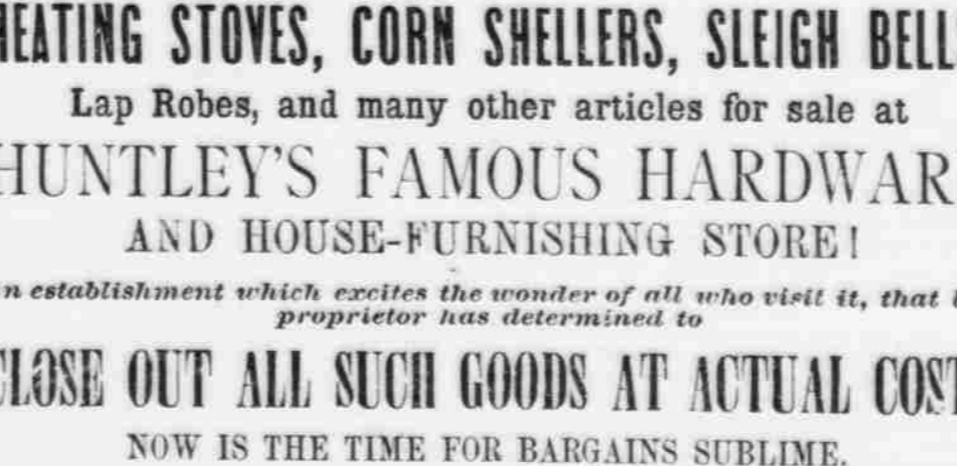 HEATING STOVES, CORN SHELLERS, SLEIGH BELLS
Lap Robes, and many other articles for sale at
HUNTLEY'S FAMOUS HARDWAR
AND HOUSE-FURNISHING STORE!
n establishment which excites the wonder of all who visit it, that
proprietor has determined to
CLOSE OUT ALL SUCH GOODS AT ACTUAL COST
NOW IS THE TIME FOR BARGAINS SUBLIME.